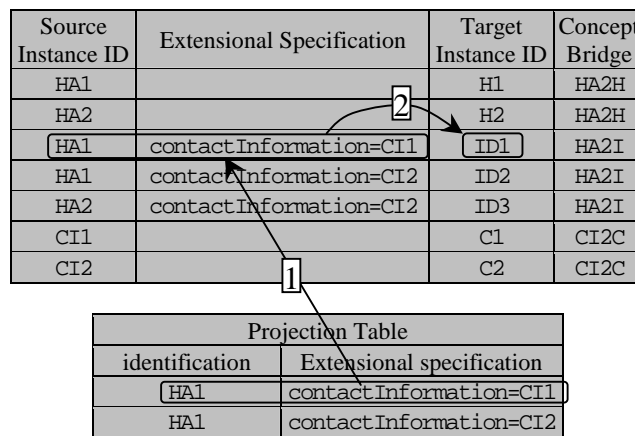 Source Instance ID Extensional Specification Target Instance ID Concept Bridge
HA1 H1 HA2H
HA2 H2 HA2H
2
HA1 contactInformation=CI1 ID1 HA2I
HA1 contactInformation=CI2 ID2 HA2I
HA2 contactInformation=CI2 ID3 HA2I
CI1 C1 CI2C
CI2 C2 CI2C
1
Projection Table
identification Extensional specification
HA1 contactInformation=CI1
HA1 contactInformation=CI2